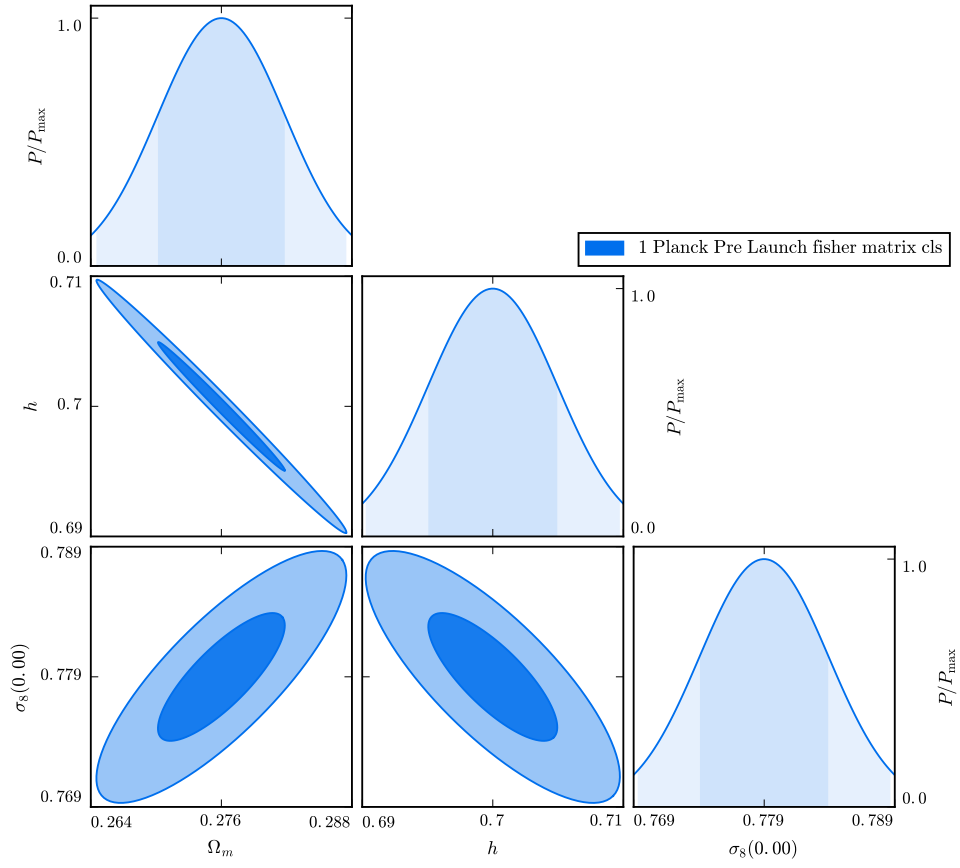 1.0
P/P_max
0.0
1 Planck Pre Launch fisher matrix cls
0.71
h
0.7
0.69
1.0
P/P_max
0.0
0.789
σ_8(0.00)
0.779
0.769
1.0
P/P_max
0.0
0.264 0.276 0.288
Ω_m
0.69 0.7 0.71
h
0.769 0.779 0.789
σ_8(0.00)